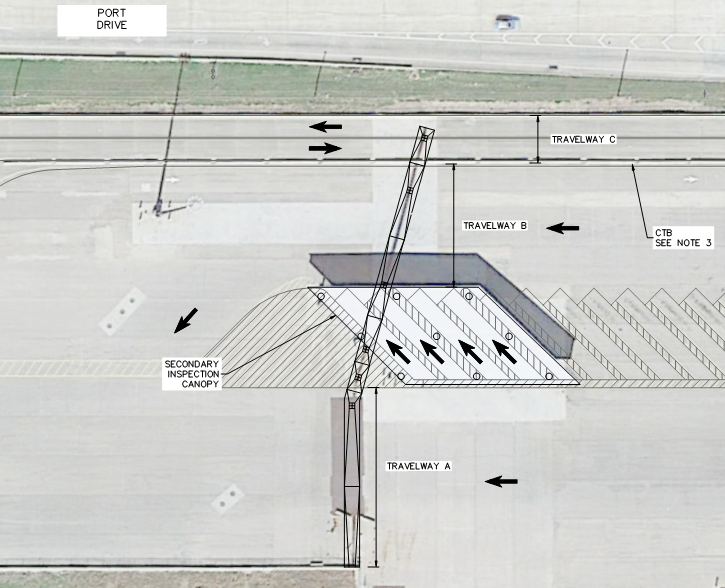 PORT
DRIVE
TRAVELWAY C
TRAVELWAY B
CTB
SEE NOTE 3
SECONDARY
INSPECTION
CANOPY
TRAVELWAY A